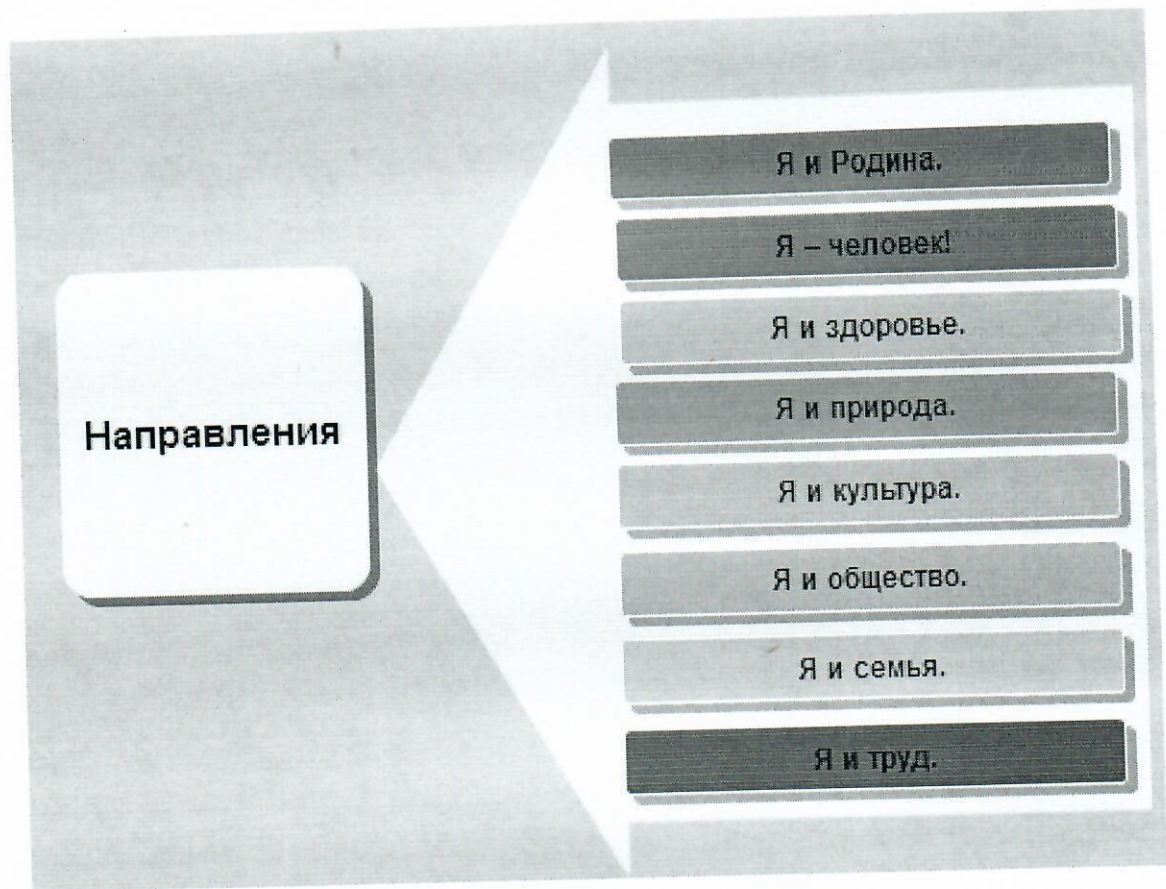 Направления
Я и Родина.
Я – человек!
Я и здоровье.
Я и природа.
Я и культура.
Я и общество.
Я и семья.
Я и труд.